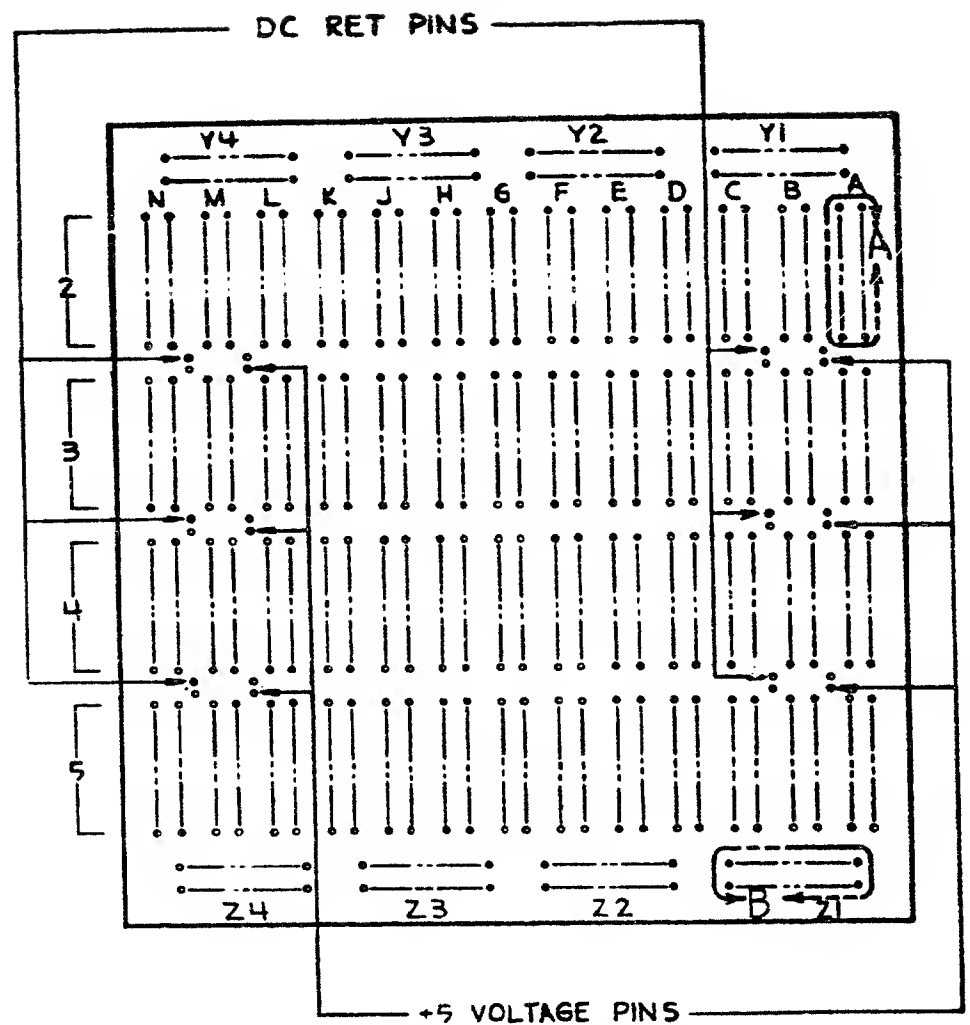 DC RET PINS
Y4 Y3 Y2 Y1
N M L K J H G F E D C B A
A
2
3
4
5
Z4 Z3 Z2 B Z1
+5 VOLTAGE PINS